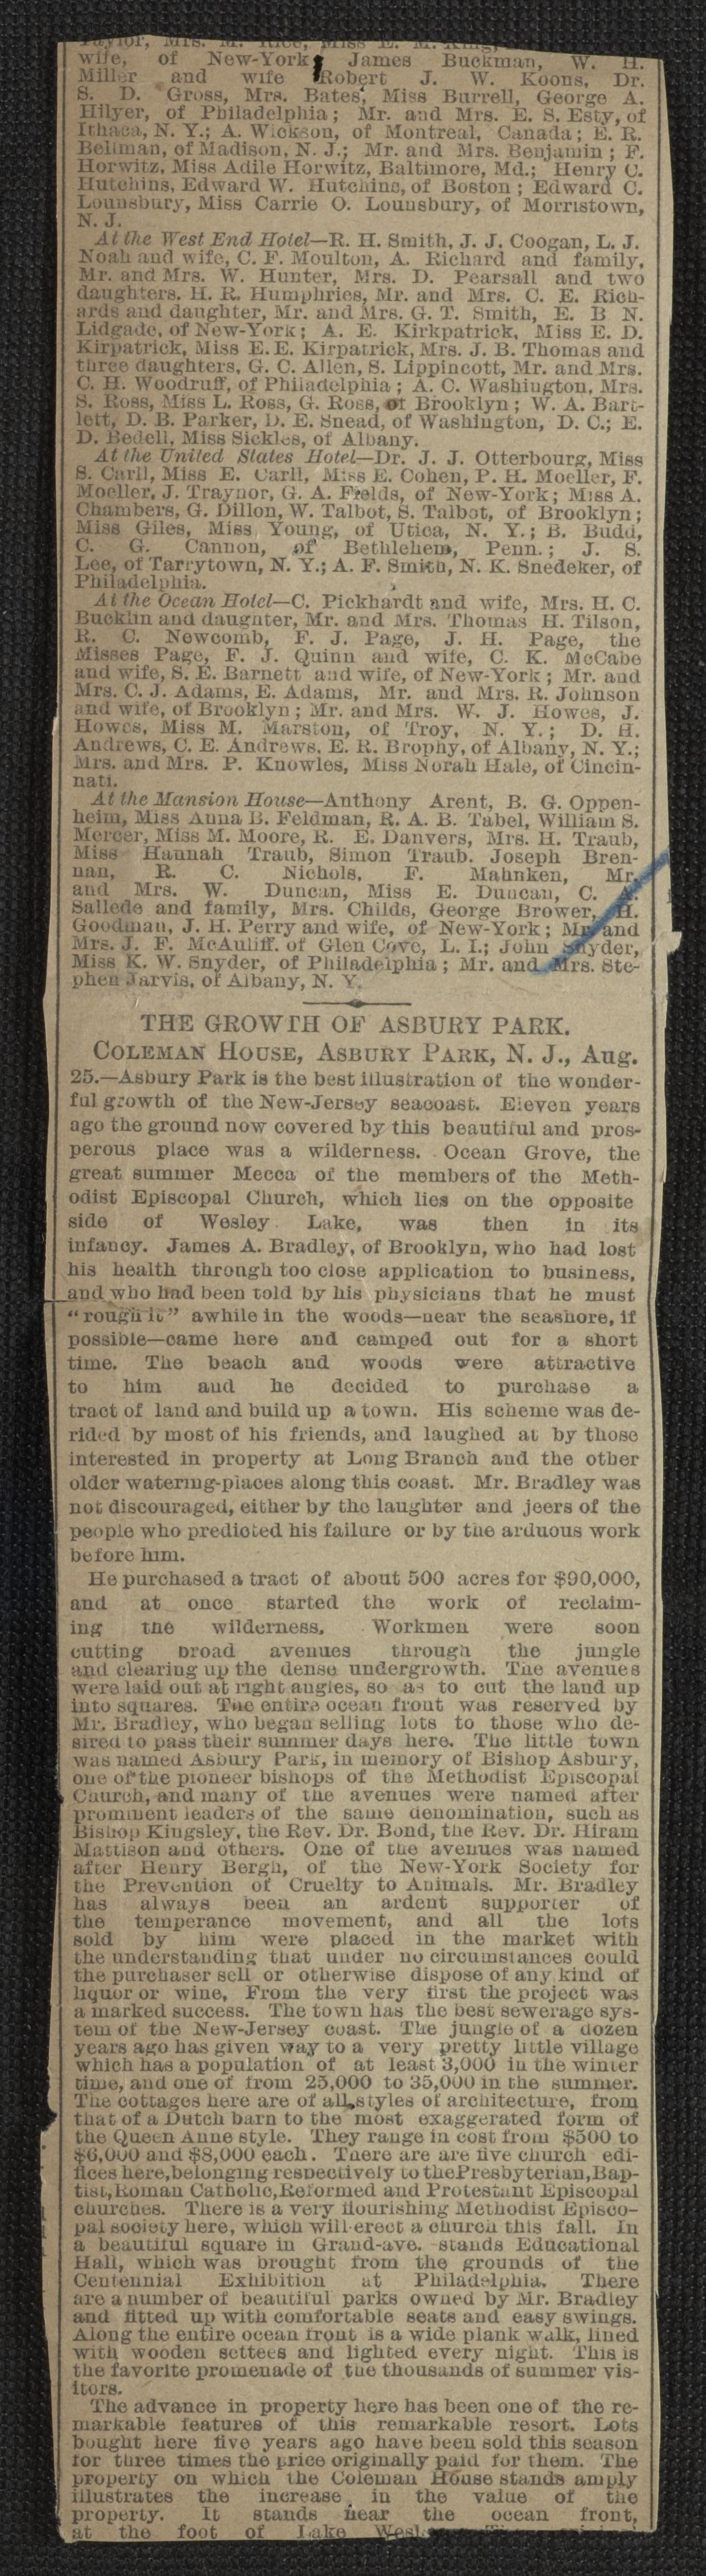 Taylor, Mrs. M. Rice, Miss E. M. King,
wife, of New-York; James Buckman, W. H.
Miller and wife Robert J. W. Koons, Dr.
S. D. Gross, Mrs. Bates, Miss Burrell, George A.
Hilyer, of Philadelphia; Mr. and Mrs. E. S. Esty, of
Ithaca, N. Y.; A. Wickson, of Montreal, Canada; E. R.
Bellman, of Madison, N. J.; Mr. and Mrs. Benjamin; F.
Horwitz, Miss Adile Horwitz, Baltimore, Md.; Henry C.
Hutchins, Edward W. Hutchins, of Boston; Edward C.
Lounsbury, Miss Carrie O. Lounsbury, of Morristown,
N. J.
At the West End Hotel—R. H. Smith, J. J. Coogan, L. J.
Noah and wife, C. F. Moulton, A. Richard and family,
Mr. and Mrs. W. Hunter, Mrs. D. Pearsall and two
daughters. H. R. Humphries, Mr. and Mrs. C. E. Rich-
ards and daughter, Mr. and Mrs. G. T. Smith, E. B N.
Lidgade, of New-York; A. E. Kirkpatrick, Miss E. D.
Kirpatrick, Miss E. E. Kirpatrick, Mrs. J. B. Thomas and
three daughters, G. C. Allen, S. Lippincott, Mr. and Mrs.
C. H. Woodruff, of Philadelphia; A. C. Washington, Mrs.
S. Ross, Miss L. Ross, G. Ross, of Brooklyn; W. A. Bart-
lett, D. B. Parker, D. E. Snead, of Washington, D. C.; E.
D. Bedell, Miss Sickles, of Albany.
At the United States Hotel—Dr. J. J. Otterbourg, Miss
S. Carll, Miss E. Carll, Miss E. Cohen, P. H. Moeller, F.
Moeller, J. Traynor, G. A. Fields, of New-York; Miss A.
Chambers, G. Dillon, W. Talbot, S. Talbot, of Brooklyn;
Miss Giles, Miss Young, of Utica, N. Y.; B. Budd,
C. G. Cannon, of Bethlehem, Penn.; J. S.
Lee, of Tarrytown, N. Y.; A. F. Smith, N. K. Snedeker, of
Philadelphia.
At the Ocean Hotel—C. Pickhardt and wife, Mrs. H. C.
Bucklin and daughter, Mr. and Mrs. Thomas H. Tilson,
R. C. Newcomb, F. J. Page, J. H. Page, the
Misses Page, F. J. Quinn and wife, C. K. McCabe
and wife, S. E. Barnett and wife, of New-York; Mr. and
Mrs. C. J. Adams, E. Adams, Mr. and Mrs. R. Johnson
and wife, of Brooklyn; Mr. and Mrs. W. J. Howes, J.
Howes, Miss M. Marston, of Troy, N. Y.; D. H.
Andrews, C. E. Andrews, E. R. Brophy, of Albany, N. Y.;
Mrs. and Mrs. P. Knowles, Miss Norah Hale, of Cincin-
nati.
At the Mansion House—Anthony Arent, B. G. Oppen-
heim, Miss Anna B. Feldman, R. A. B. Tabel, William S.
Mercer, Miss M. Moore, R. E. Danvers, Mrs. H. Traub,
Miss Hannah Traub, Simon Traub. Joseph Bren-
nan, R. C. Nichols, F. Mahnken, Mr.
and Mrs. W. Duncan, Miss E. Duncan, C. A.
Sallede and family, Mrs. Childs, George Brower, H.
Goodman, J. H. Perry and wife, of New-York; Mr. and
Mrs. J. F. McAuliff. of Glen Cove, L. I.; John Snyder,
Miss K. W. Snyder, of Philadelphia; Mr. and Mrs. Ste-
phen Jarvis, of Albany, N. Y.
THE GROWTH OF ASBURY PARK.
COLEMAN HOUSE, ASBURY PARK, N. J., Aug.
25.—Asbury Park is the best illustration of the wonder-
ful growth of the New-Jersey seacoast. Eleven years
ago the ground now covered by this beautiful and pros-
perous place was a wilderness. Ocean Grove, the
great summer Mecca of the members of the Meth-
odist Episcopal Church, which lies on the opposite
side of Wesley Lake, was then in its
infancy. James A. Bradley, of Brooklyn, who had lost
his health through too close application to business,
and who had been told by his physicians that he must
"rough it" awhile in the woods—near the seashore, if
possible—came here and camped out for a short
time. The beach and woods were attractive
to him and he decided to purchase a
tract of land and build up a town. His scheme was de-
rided by most of his friends, and laughed at by those
interested in property at Long Branch and the other
older watering-places along this coast. Mr. Bradley was
not discouraged, either by the laughter and jeers of the
people who predicted his failure or by the arduous work
before him.
He purchased a tract of about 500 acres for $90,000,
and at once started the work of reclaim-
ing the wilderness. Workmen were soon
cutting broad avenues through the jungle
and clearing up the dense undergrowth. The avenues
were laid out at right angles, so as to cut the land up
into squares. The entire ocean front was reserved by
Mr. Bradley, who began selling lots to those who de-
sired to pass their summer days here. The little town
was named Asbury Park, in memory of Bishop Asbury,
one of the pioneer bishops of the Methodist Episcopal
Church, and many of the avenues were named after
prominent leaders of the same denomination, such as
Bishop Kingsley, the Rev. Dr. Bond, the Rev. Dr. Hiram
Mattison and others. One of the avenues was named
after Henry Bergh, of the New-York Society for
the Prevention of Cruelty to Animals. Mr. Bradley
has always been an ardent supporter of
the temperance movement, and all the lots
sold by him were placed in the market with
the understanding that under no circumstances could
the purchaser sell or otherwise dispose of any kind of
liquor or wine. From the very first the project was
a marked success. The town has the best sewerage sys-
tem of the New-Jersey coast. The jungle of a dozen
years ago has given way to a very pretty little village
which has a population of at least 3,000 in the winter
time, and one of from 25,000 to 35,000 in the summer.
The cottages here are of all styles of architecture, from
that of a Dutch barn to the most exaggerated form of
the Queen Anne style. They range in cost from $500 to
$6,000 and $8,000 each. There are are five church edi-
fices here, belonging respectively to the Presbyterian, Bap-
tist, Roman Catholic, Reformed and Protestant Episcopal
churches. There is a very flourishing Methodist Episco-
pal society here, which will erect a church this fall. In
a beautiful square in Grand-ave. stands Educational
Hall, which was brought from the grounds of the
Centennial Exhibition at Philadelphia. There
are a number of beautiful parks owned by Mr. Bradley
and fitted up with comfortable seats and easy swings.
Along the entire ocean front is a wide plank walk, lined
with wooden settees and lighted every night. This is
the favorite promenade of the thousands of summer vis-
itors.
The advance in property here has been one of the re-
markable features of this remarkable resort. Lots
bought here five years ago have been sold this season
for three times the price originally paid for them. The
property on which the Coleman House stands amply
illustrates the increase in the value of the
property. It stands near the ocean front,
at the foot of Lake